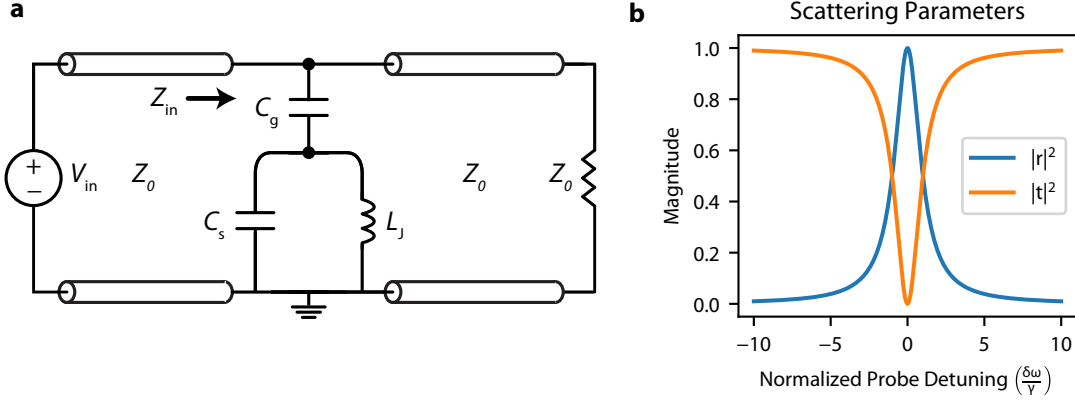 a
Z_in
C_g
+
−
V_in
Z_0
Z_0
Z_0
C_s
L_J
b
Scattering Parameters
Magnitude
1.0
0.8
0.6
0.4
0.2
0.0
|r|²
|t|²
−10
−5
0
5
10
Normalized Probe Detuning (δω/γ)